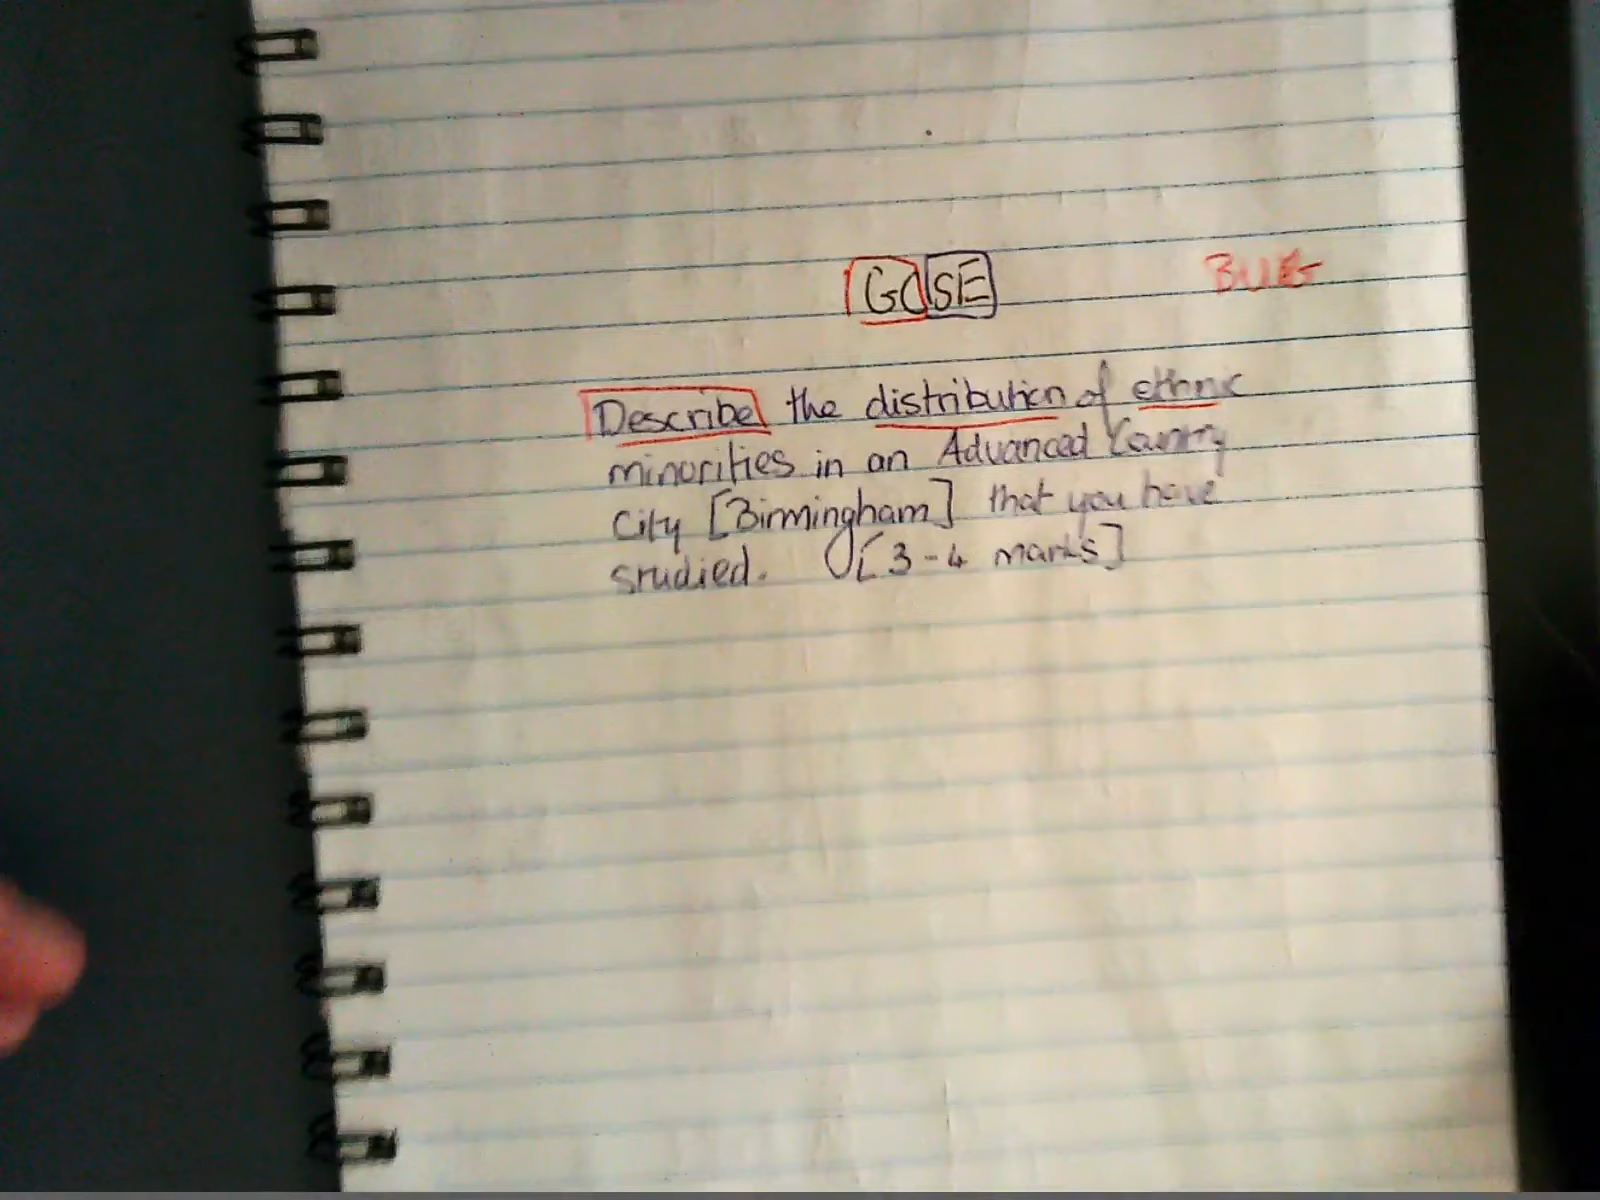 GCSE
BUG
Describe the distribution of ethnic
minorities in an Advanced Country
City [Birmingham] that you have
studied. [3-4 marks]